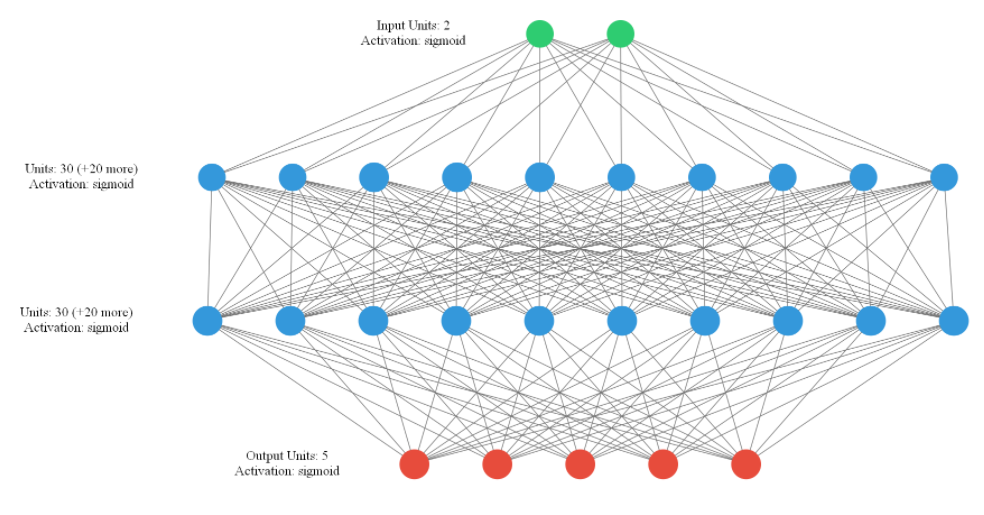 Input Units: 2
Activation: sigmoid
Units: 30 (+20 more)
Activation: sigmoid
Units: 30 (+20 more)
Activation: sigmoid
Output Units: 5
Activation: sigmoid